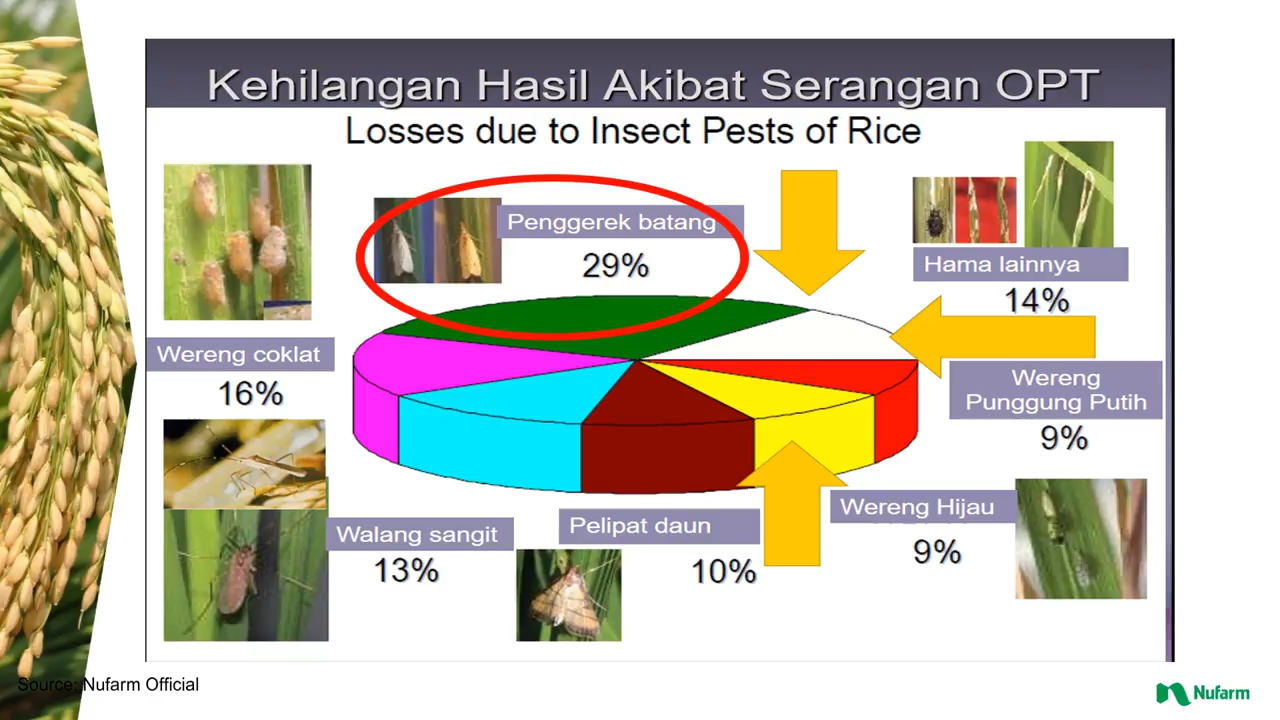 Kehilangan Hasil Akibat Serangan OPT
Losses due to Insect Pests of Rice
Penggerek batang
29%
Hama lainnya
14%
Wereng coklat
16%
Wereng
Punggung Putih
9%
Wereng Hijau
9%
Pelipat daun
10%
Walang sangit
13%
Source: Nufarm Official
Nufarm